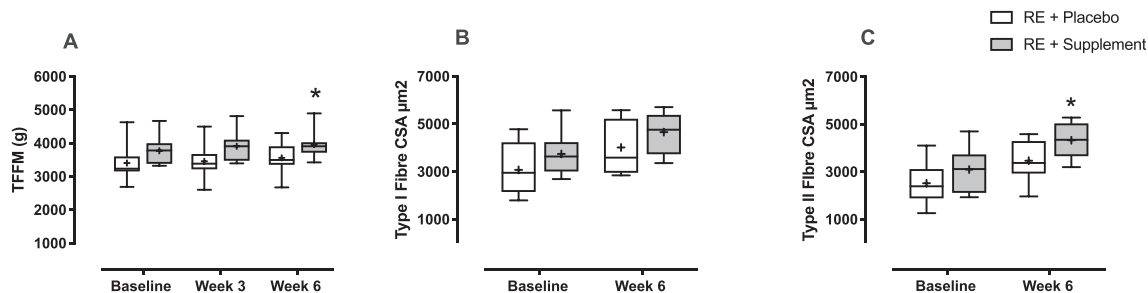 RE + Placebo
RE + Supplement
A
TFFM (g)
6000
5000
4000
3000
2000
1000
*
Baseline
Week 3
Week 6
B
Type I Fibre CSA µm2
7000
5000
3000
1000
Baseline
Week 6
C
Type II FIbre CSA µm2
7000
5000
3000
1000
*
Baseline
Week 6